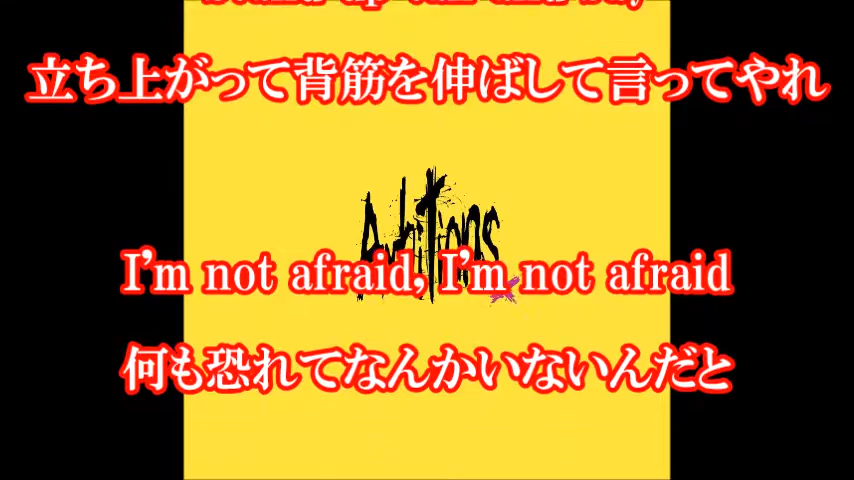 立ち上がって背筋を伸ばして言ってやれ
Ambitions
I'm not afraid, I'm not afraid
何も恐れてなんかいないんだと